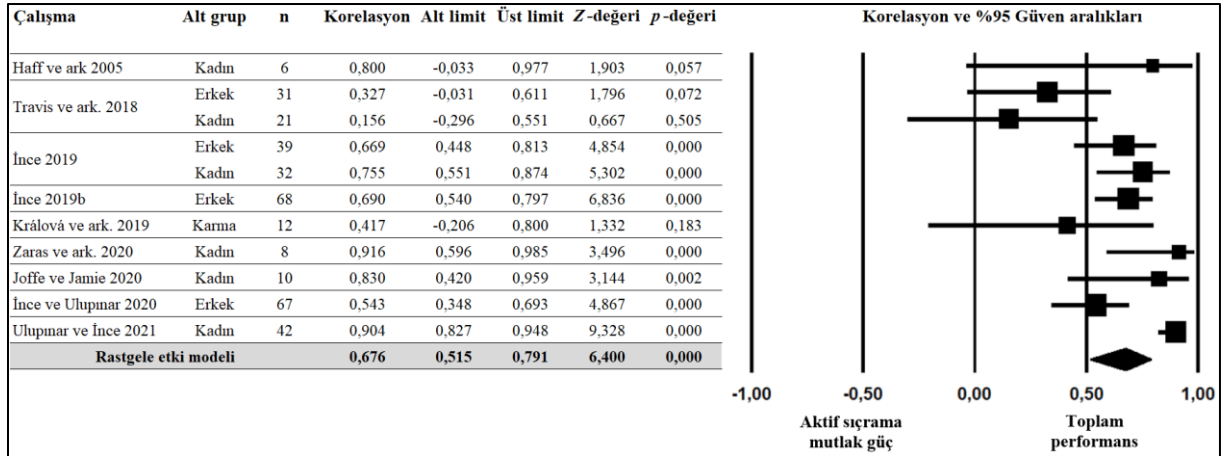 Çalışma Alt grup n Korelasyon Alt limit Üst limit Z-değeri p-değeri Korelasyon ve %95 Güven aralıkları
Haff ve ark 2005 Kadın 6 0,800 -0,033 0,977 1,903 0,057
Travis ve ark. 2018 Erkek 31 0,327 -0,031 0,611 1,796 0,072
Kadın 21 0,156 -0,296 0,551 0,667 0,505
İnce 2019 Erkek 39 0,669 0,448 0,813 4,854 0,000
Kadın 32 0,755 0,551 0,874 5,302 0,000
İnce 2019b Erkek 68 0,690 0,540 0,797 6,836 0,000
Králová ve ark. 2019 Karma 12 0,417 -0,206 0,800 1,332 0,183
Zaras ve ark. 2020 Kadın 8 0,916 0,596 0,985 3,496 0,000
Joffe ve Jamie 2020 Kadın 10 0,830 0,420 0,959 3,144 0,002
İnce ve Ulupınar 2020 Erkek 67 0,543 0,348 0,693 4,867 0,000
Ulupınar ve İnce 2021 Kadın 42 0,904 0,827 0,948 9,328 0,000
Rastgele etki modeli 0,676 0,515 0,791 6,400 0,000
-1,00 -0,50 0,00 0,50 1,00
Aktif sıçrama Toplam
mutlak güç performans